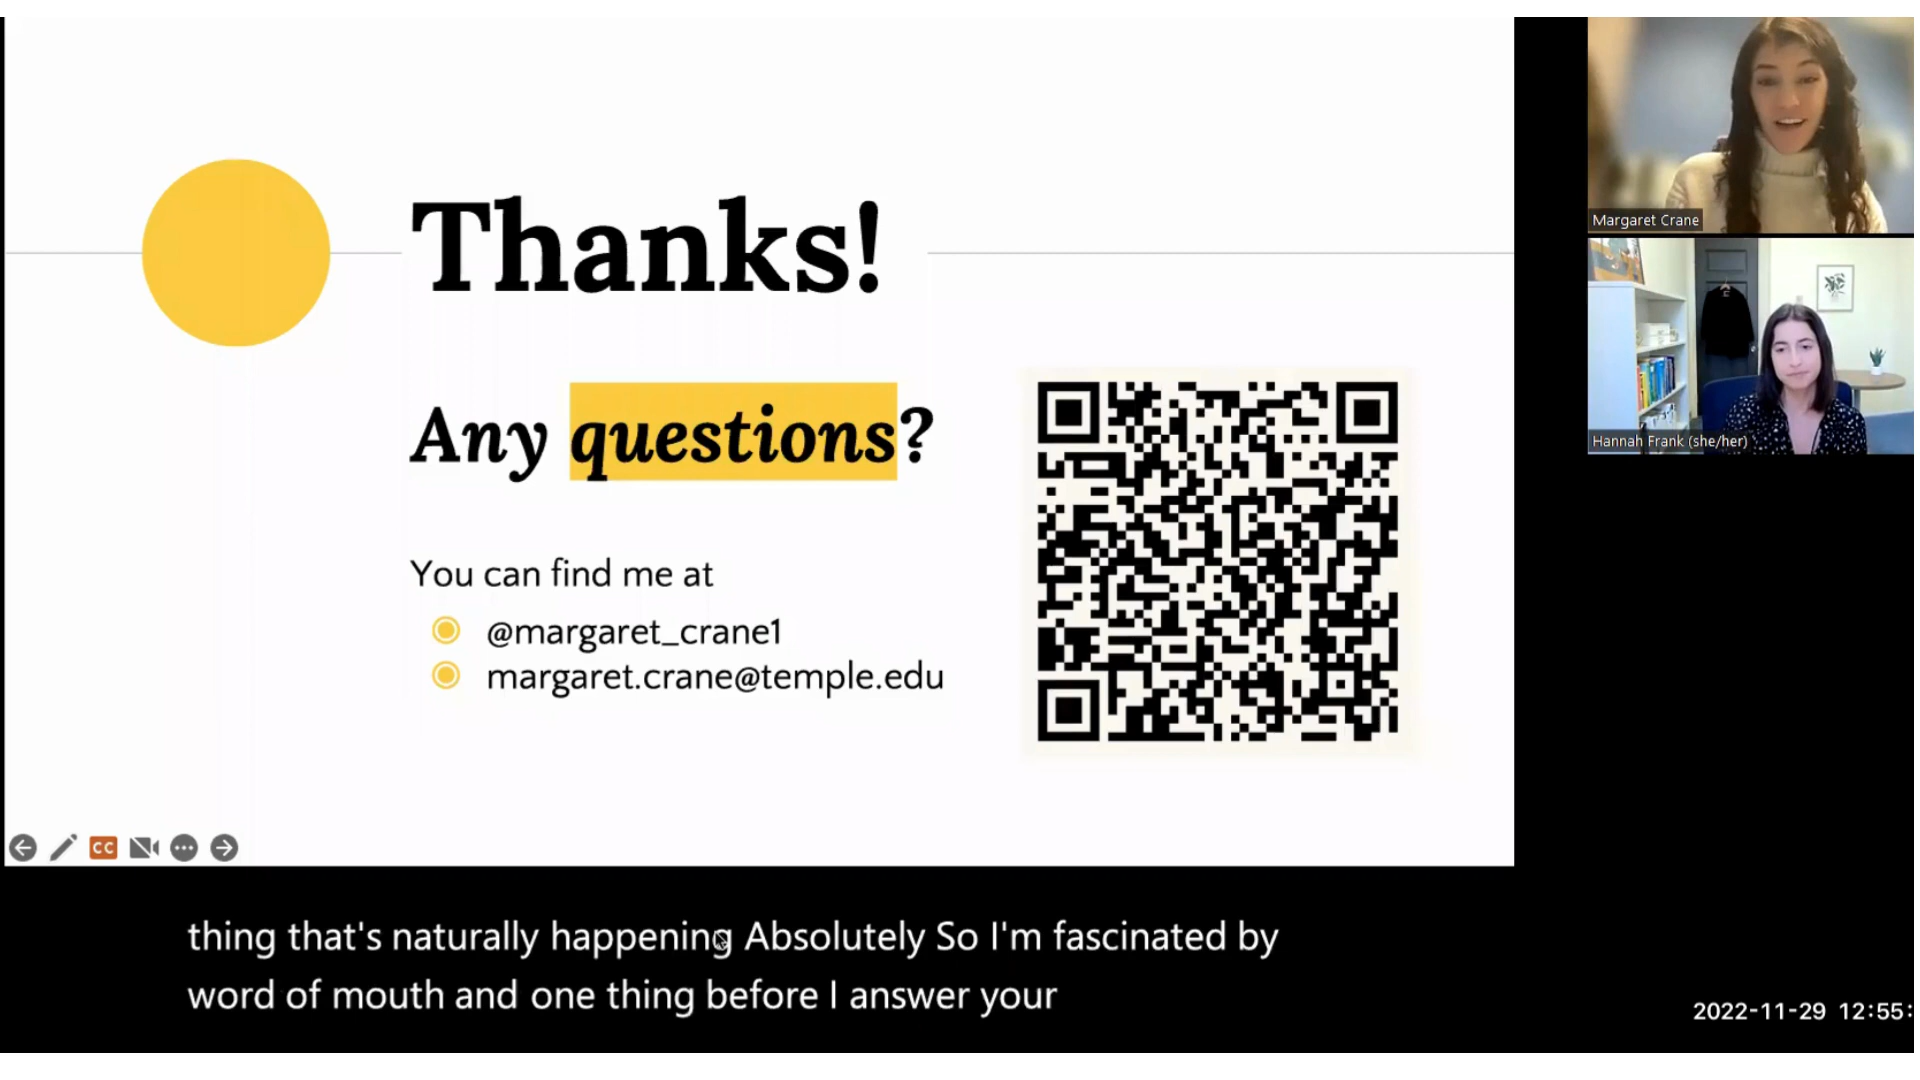 Thanks!
Any questions?
You can find me at
@margaret_crane1
margaret.crane@temple.edu
Margaret Crane
Hannah Frank (she/her)
CC
thing that's naturally happening Absolutely So I'm fascinated by
word of mouth and one thing before I answer your
2022-11-29 12:55: